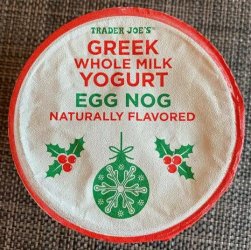 TRADER JOE'S
GREEK
WHOLE MILK
YOGURT
EGG NOG
NATURALLY FLAVORED